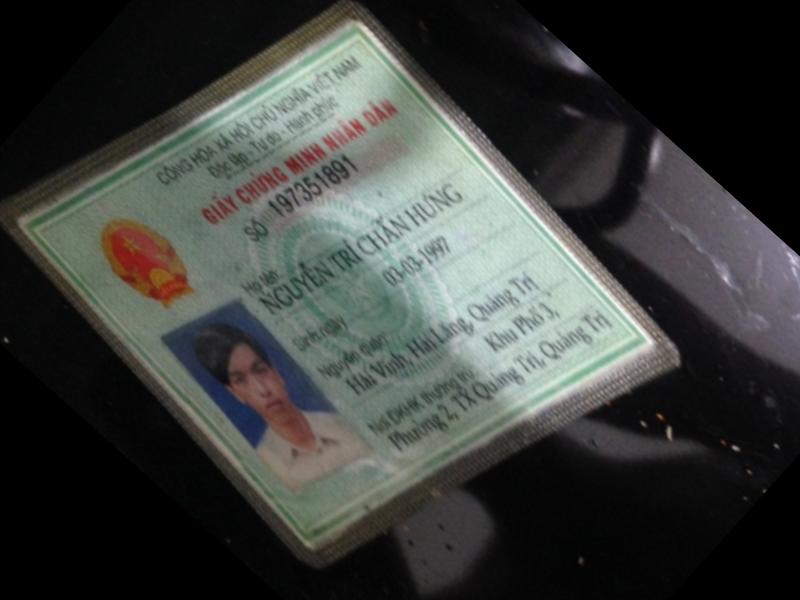 CỘNG HÒA XÃ HỘI CHỦ NGHĨA VIỆT NAM
Độc lập - Tự do - Hạnh phúc
GIẤY CHỨNG MINH NHÂN DÂN
SỐ 197351891
Họ tên
NGUYỄN TRÍ CHẤN HƯNG
Sinh ngày 03-03-1997
Nguyên quán
Hải Vĩnh, Hải Lăng, Quảng Trị
Nơi ĐKHK thường trú Khu Phố 3,
Phường 2, TX Quảng Trị, Quảng Trị